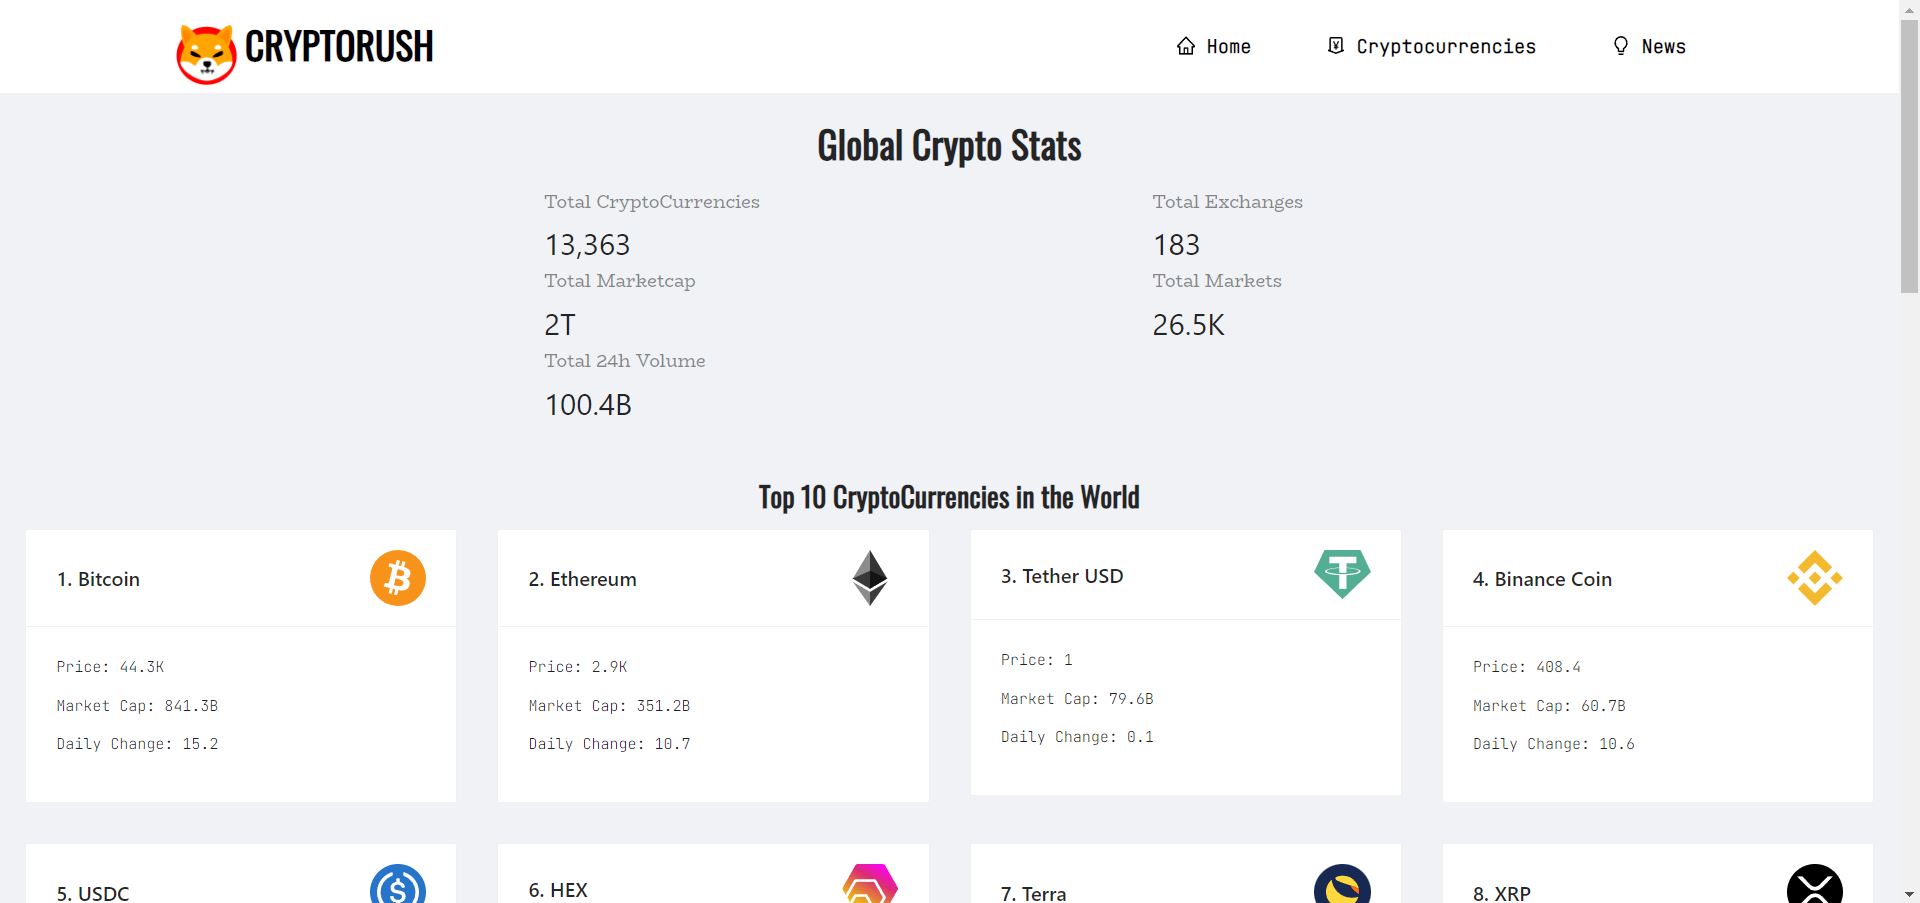 CRYPTORUSH
Home
Cryptocurrencies
News
Global Crypto Stats
Total CryptoCurrencies
13,363
Total Exchanges
183
Total Marketcap
2T
Total Markets
26.5K
Total 24h Volume
100.4B
Top 10 CryptoCurrencies in the World
1. Bitcoin
Price: 44.3K
Market Cap: 841.3B
Daily Change: 15.2
2. Ethereum
Price: 2.9K
Market Cap: 351.2B
Daily Change: 10.7
3. Tether USD
Price: 1
Market Cap: 79.6B
Daily Change: 0.1
4. Binance Coin
Price: 408.4
Market Cap: 60.7B
Daily Change: 10.6
5. USDC
6. HEX
7. Terra
8. XRP